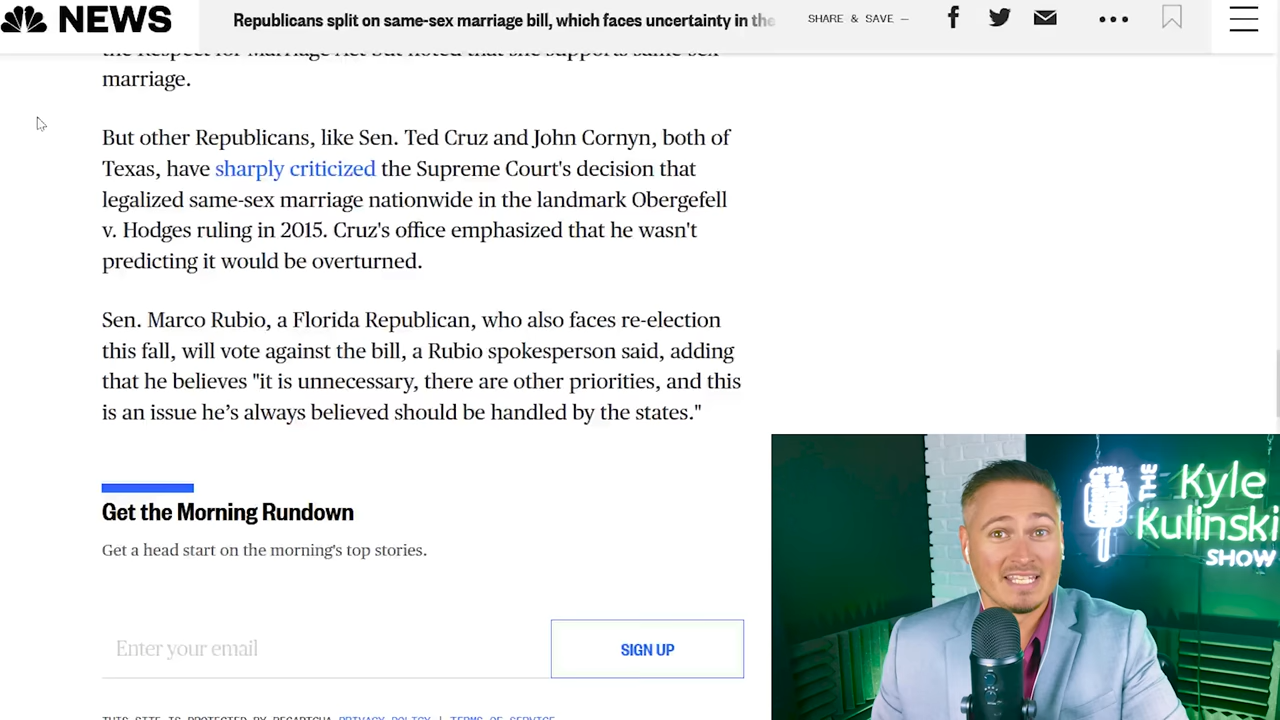 NEWS
Republicans split on same-sex marriage bill, which faces uncertainty in the
SHARE & SAVE —
the Respect for Marriage Act but noted that she supports same-sex
marriage.
But other Republicans, like Sen. Ted Cruz and John Cornyn, both of
Texas, have sharply criticized the Supreme Court's decision that
legalized same-sex marriage nationwide in the landmark Obergefell
v. Hodges ruling in 2015. Cruz's office emphasized that he wasn't
predicting it would be overturned.
Sen. Marco Rubio, a Florida Republican, who also faces re-election
this fall, will vote against the bill, a Rubio spokesperson said, adding
that he believes "it is unnecessary, there are other priorities, and this
is an issue he’s always believed should be handled by the states."
Get the Morning Rundown
Get a head start on the morning's top stories.
Enter your email
SIGN UP
THIS SITE IS PROTECTED BY RECAPTCHA PRIVACY POLICY | TERMS OF SERVICE
THE
Kyle
Kulinski
SHOW